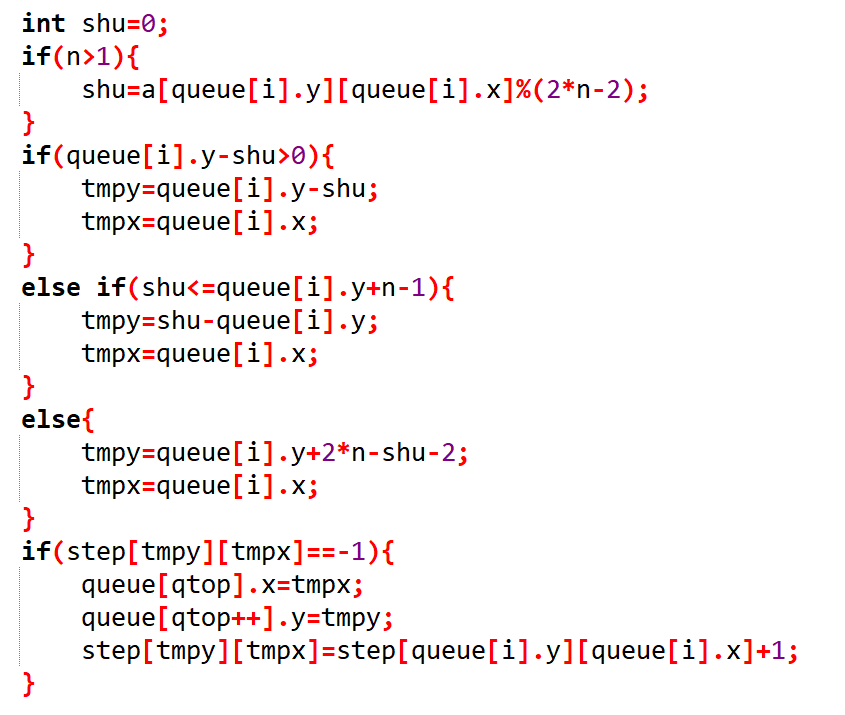 int shu=0;
if(n>1){
    shu=a[queue[i].y][queue[i].x]%(2*n-2);
}
if(queue[i].y-shu>0){
    tmpy=queue[i].y-shu;
    tmpx=queue[i].x;
}
else if(shu<=queue[i].y+n-1){
    tmpy=shu-queue[i].y;
    tmpx=queue[i].x;
}
else{
    tmpy=queue[i].y+2*n-shu-2;
    tmpx=queue[i].x;
}
if(step[tmpy][tmpx]==-1){
    queue[qtop].x=tmpx;
    queue[qtop++].y=tmpy;
    step[tmpy][tmpx]=step[queue[i].y][queue[i].x]+1;
}